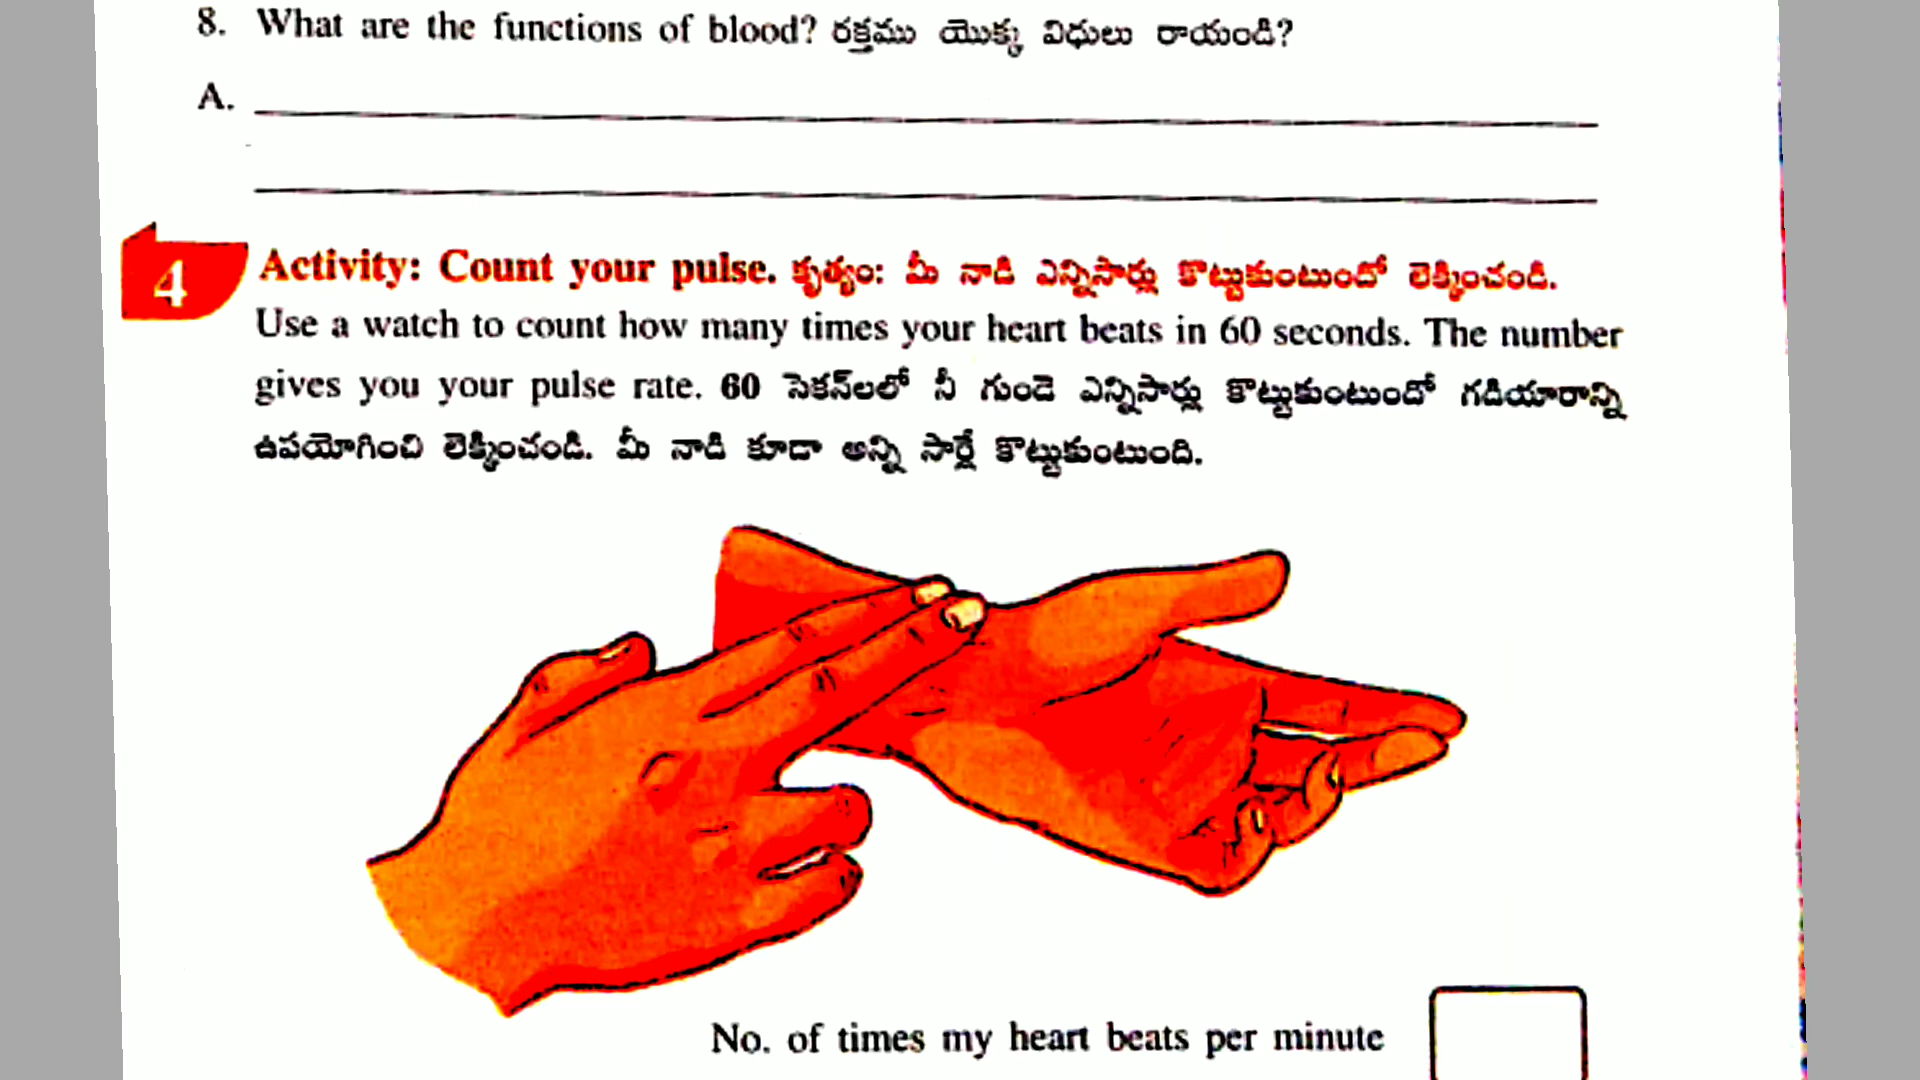 8. What are the functions of blood? రక్తము యొక్క విధులు రాయండి?
A.
4 Activity: Count your pulse. కృత్యం: మీ నాడి ఎన్నిసార్లు కొట్టుకుంటుందో లెక్కించండి.
Use a watch to count how many times your heart beats in 60 seconds. The number
gives you your pulse rate. 60 సెకన్‌లలో నీ గుండె ఎన్నిసార్లు కొట్టుకుంటుందో గడియారాన్ని
ఉపయోగించి లెక్కించండి. మీ నాడి కూడా అన్ని సార్లే కొట్టుకుంటుంది.
No. of times my heart beats per minute